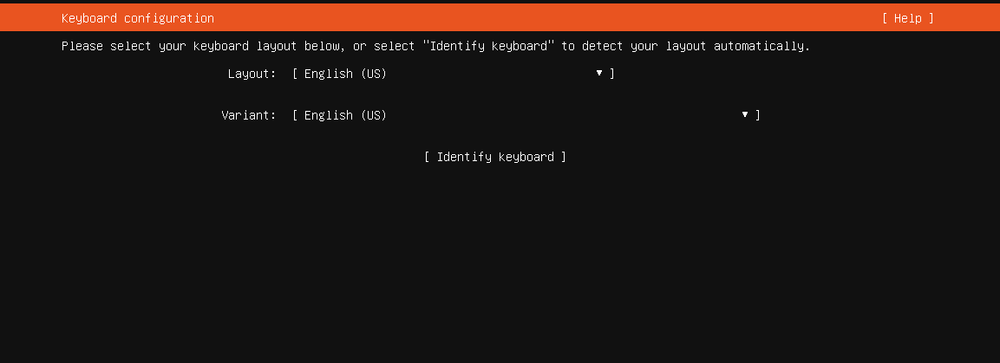 Keyboard configuration [ Help ]
Please select your keyboard layout below, or select "Identify keyboard" to detect your layout automatically.
Layout: [ English (US) ▾ ]
Variant: [ English (US) ▾ ]
[ Identify keyboard ]